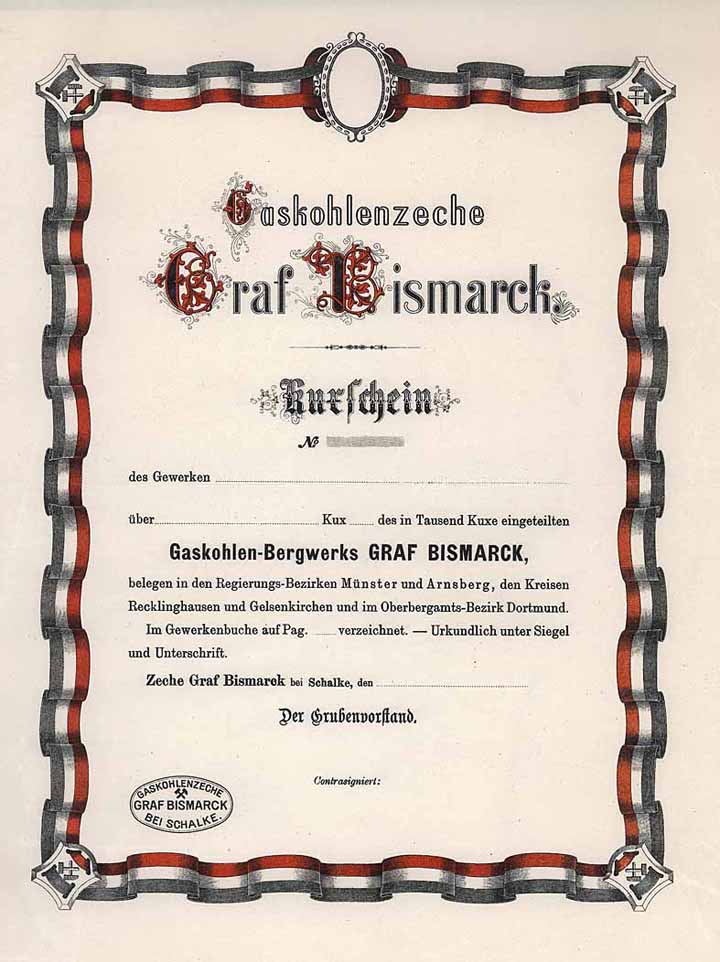 Gaskohlenzeche
Graf Bismarck.
Kuxschein
No
des Gewerken
über Kux des in Tausend Kuxe eingeteilten
Gaskohlen-Bergwerks GRAF BISMARCK,
belegen in den Regierungs-Bezirken Münster und Arnsberg, den Kreisen
Recklinghausen und Gelsenkirchen und im Oberbergamts-Bezirk Dortmund.
Im Gewerkenbuche auf Pag. verzeichnet. — Urkundlich unter Siegel
und Unterschrift.
Zeche Graf Bismarck bei Schalke, den
Der Grubenvorstand.
Contrasigniert:
GASKOHLENZECHE
GRAF BISMARCK
BEI SCHALKE.